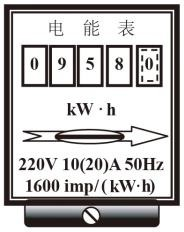 电 能 表
0 9 5 8 0
kW·h
220V 10(20)A 50Hz
1600 imp/(kW·h)